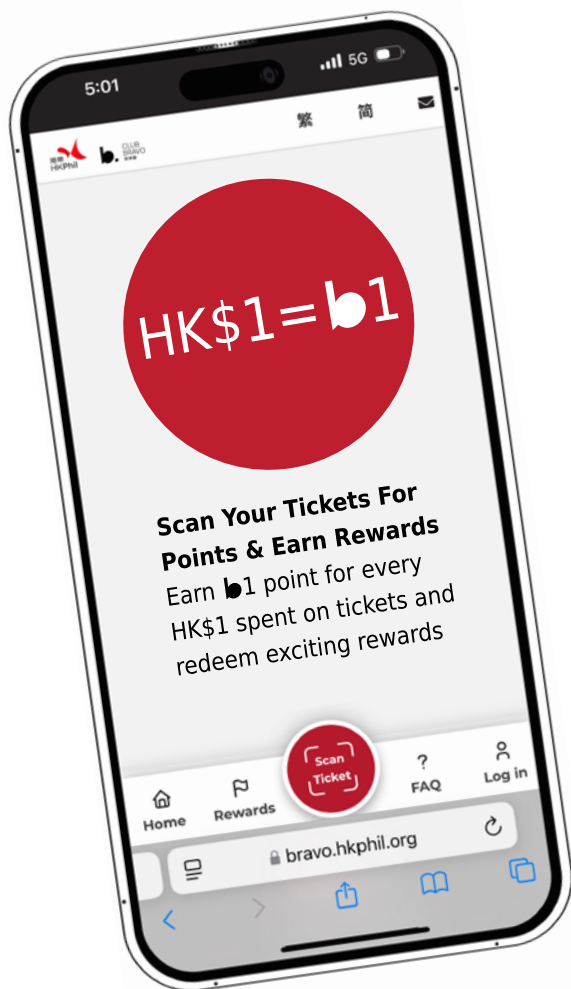 5:01
5G
繁 简
港樂
HKPhil
b.
CLUB
BRAVO
HK$1=b1
Scan Your Tickets For
Points & Earn Rewards
Earn b1 point for every
HK$1 spent on tickets and
redeem exciting rewards
Scan
Ticket
Home
Rewards
?
FAQ
Log in
bravo.hkphil.org